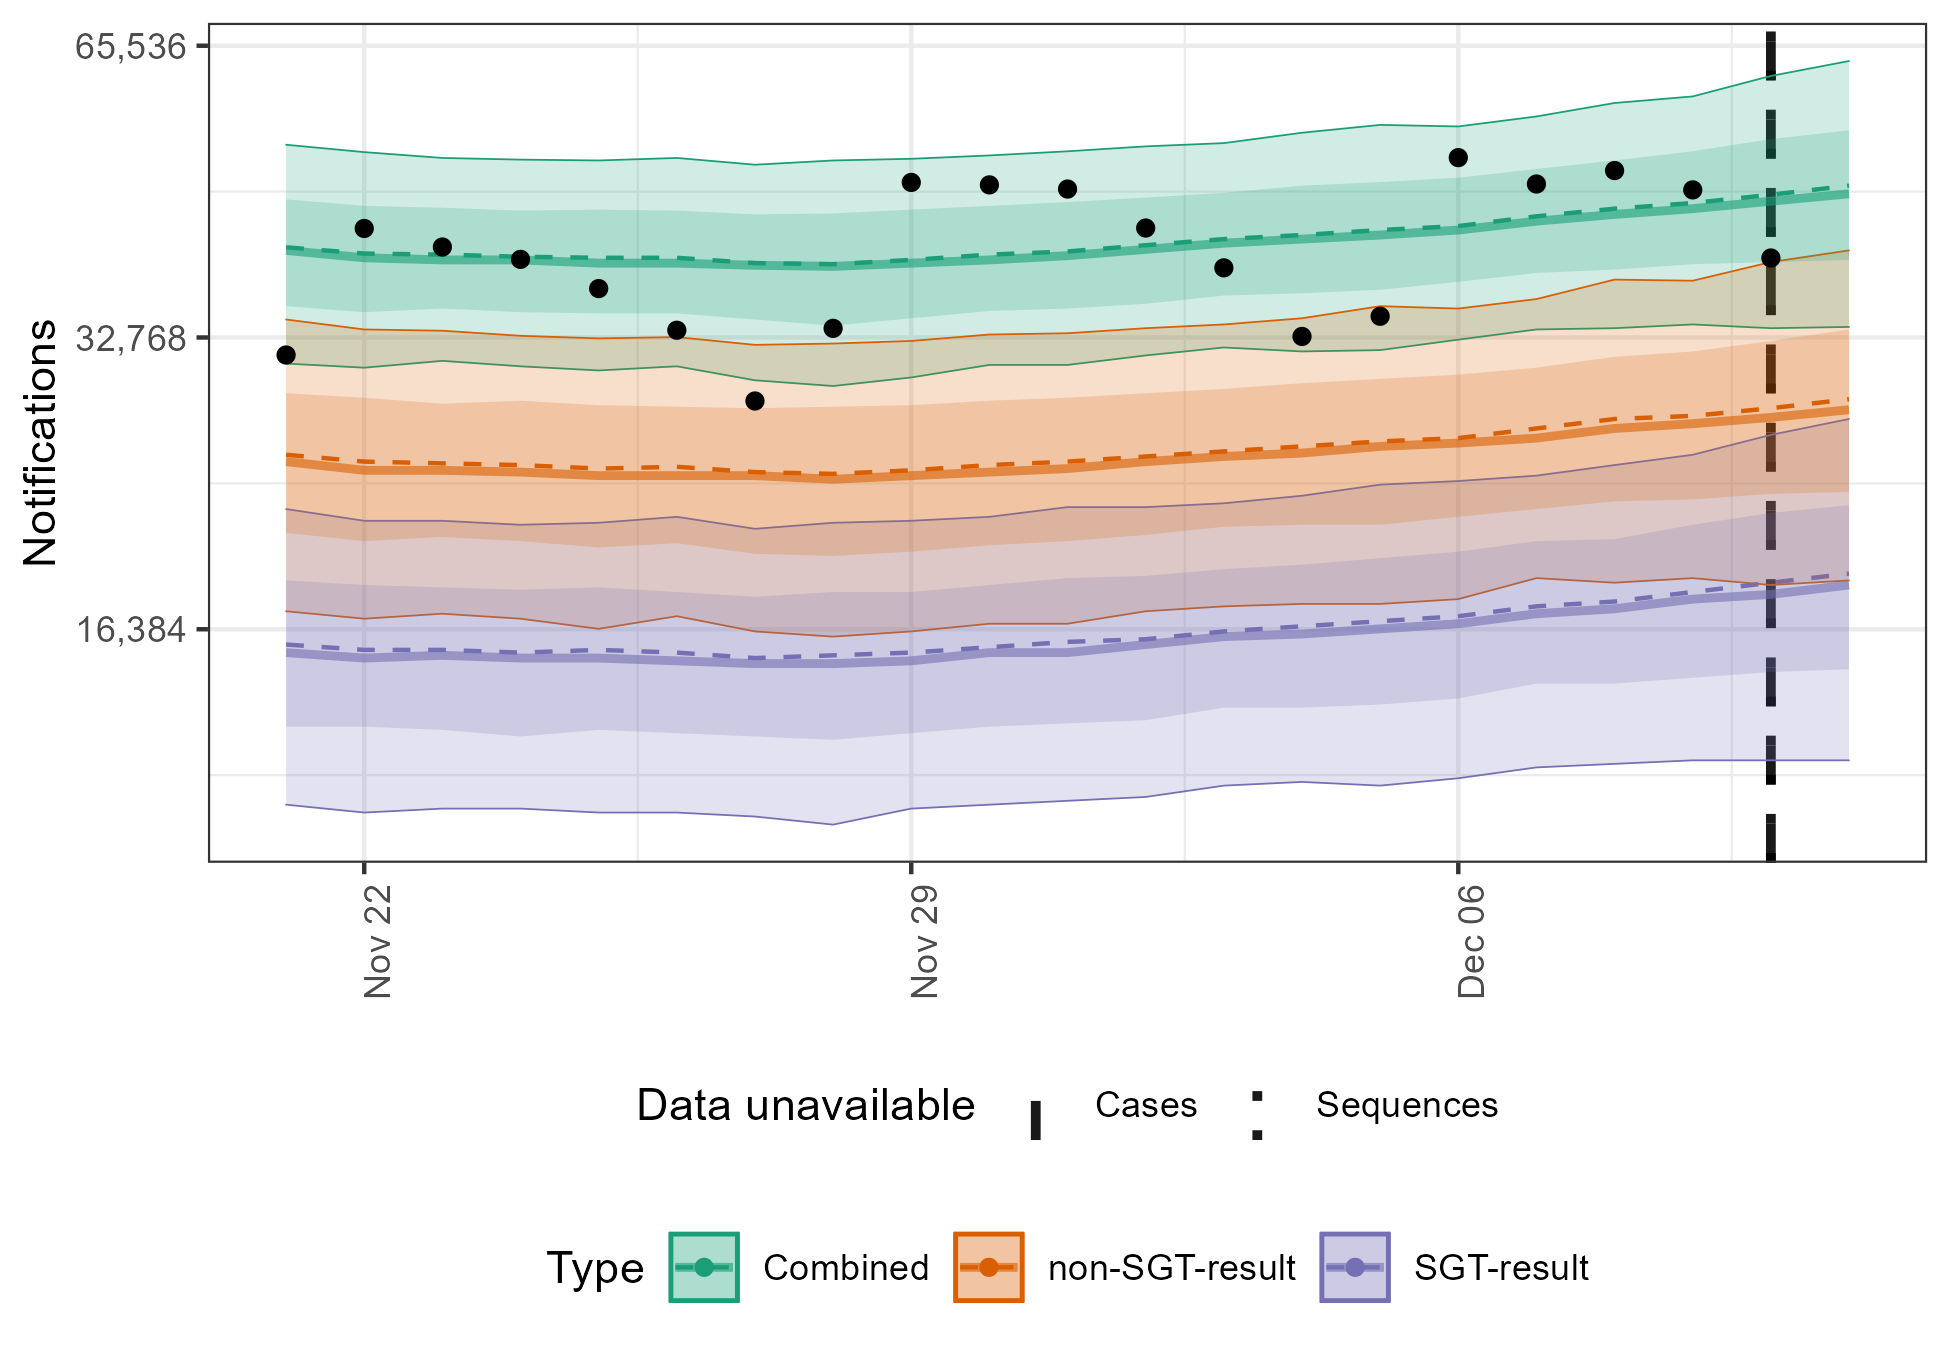 65,536
32,768
16,384
Notifications
Nov 22
Nov 29
Dec 06
Data unavailable Cases Sequences
Type Combined non-SGT-result SGT-result